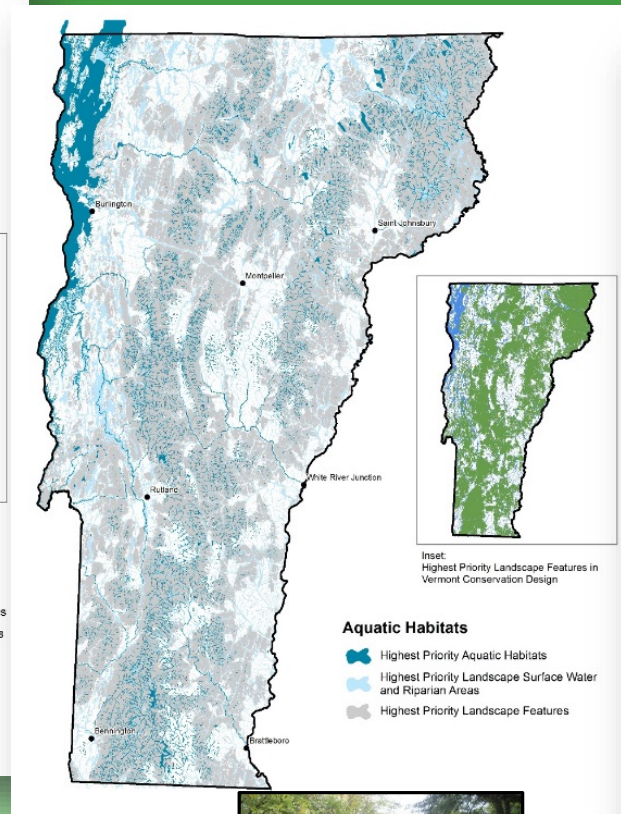 Burlington
Saint Johnsbury
Montpelier
White River Junction
Rutland
Inset:
Highest Priority Landscape Features in
Vermont Conservation Design
Aquatic Habitats
Highest Priority Aquatic Habitats
Highest Priority Landscape Surface Water
and Riparian Areas
Highest Priority Landscape Features
Bennington
Brattleboro